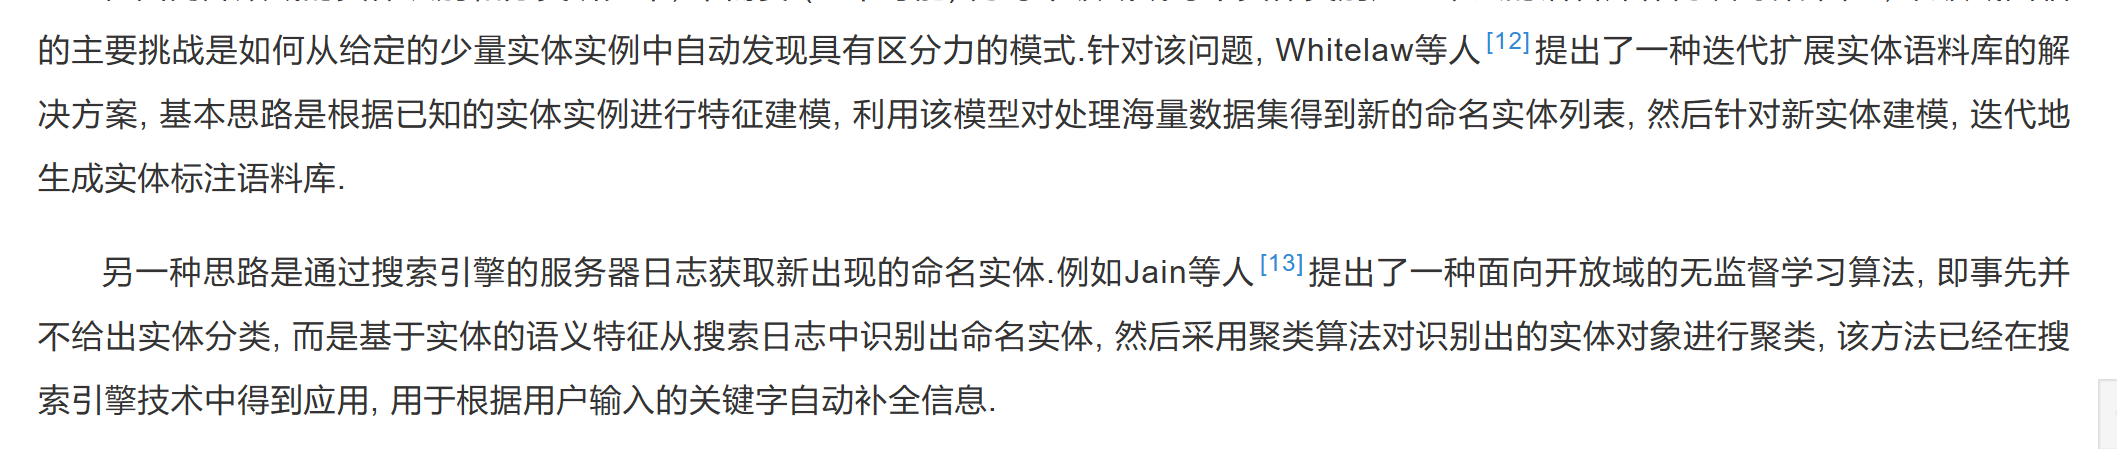 的主要挑战是如何从给定的少量实体实例中自动发现具有区分力的模式.针对该问题, Whitelaw等人[12]提出了一种迭代扩展实体语料库的解
决方案, 基本思路是根据已知的实体实例进行特征建模, 利用该模型对处理海量数据集得到新的命名实体列表, 然后针对新实体建模, 迭代地
生成实体标注语料库.
另一种思路是通过搜索引擎的服务器日志获取新出现的命名实体.例如Jain等人[13]提出了一种面向开放域的无监督学习算法, 即事先并
不给出实体分类, 而是基于实体的语义特征从搜索日志中识别出命名实体, 然后采用聚类算法对识别出的实体对象进行聚类, 该方法已经在搜
索引擎技术中得到应用, 用于根据用户输入的关键字自动补全信息.